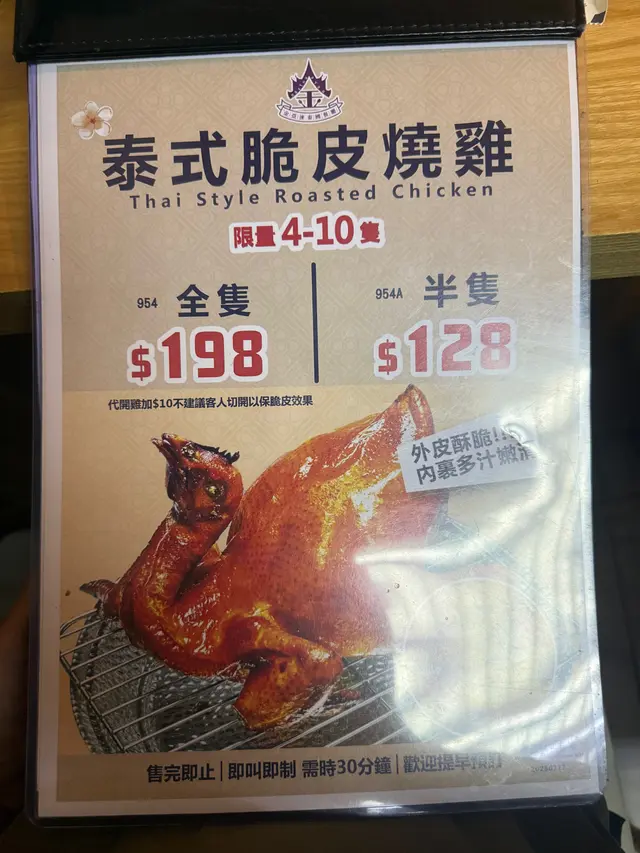 泰式脆皮燒雞
Thai Style Roasted Chicken
限量 4-10 隻
954 全隻
$198
954A 半隻
$128
代開雞加$10不建議客人切開以保脆皮效果
外皮酥脆!!
內裹多汁嫩滑
售完即止 | 即叫即制 需時30分鐘 | 歡迎提早預訂